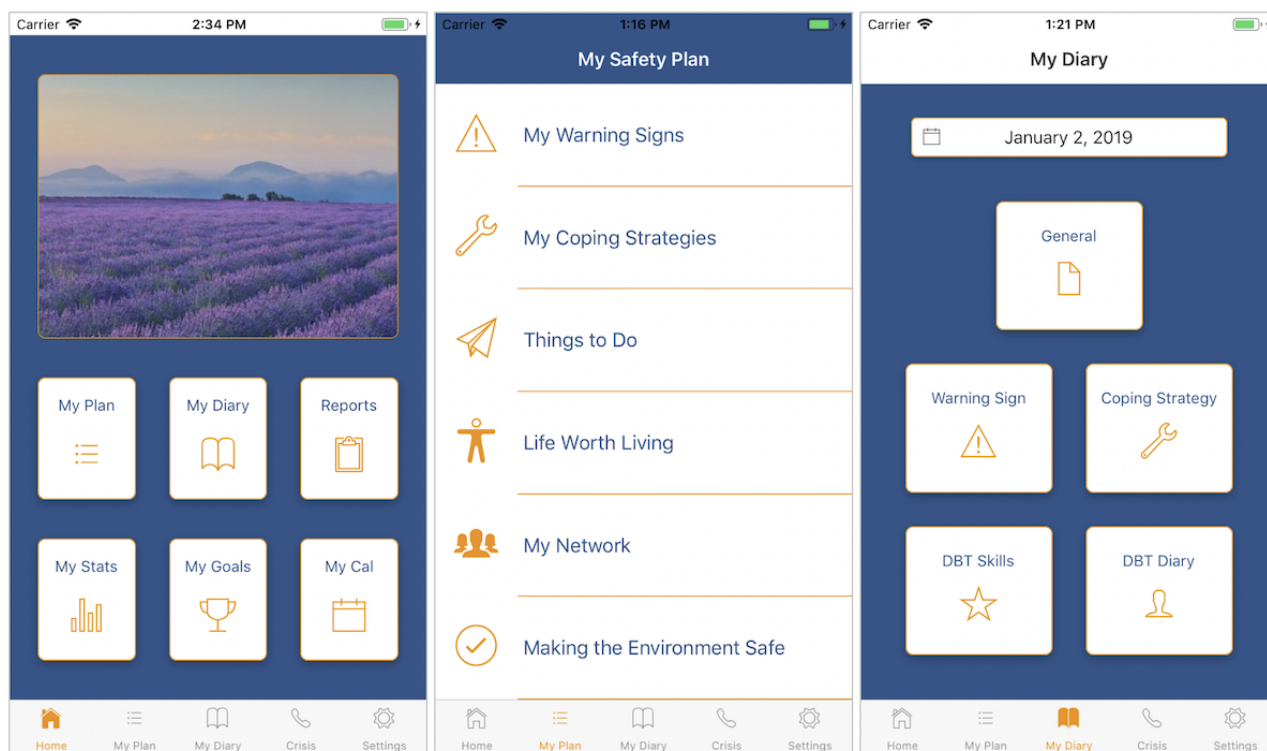 Carrier 2:34 PM
My Plan My Diary Reports
My Stats My Goals My Cal
Home My Plan My Diary Crisis Settings
Carrier 1:16 PM
My Safety Plan
My Warning Signs
My Coping Strategies
Things to Do
Life Worth Living
My Network
Making the Environment Safe
Home My Plan My Diary Crisis Settings
Carrier 1:21 PM
My Diary
January 2, 2019
General
Warning Sign Coping Strategy
DBT Skills DBT Diary
Home My Plan My Diary Crisis Settings